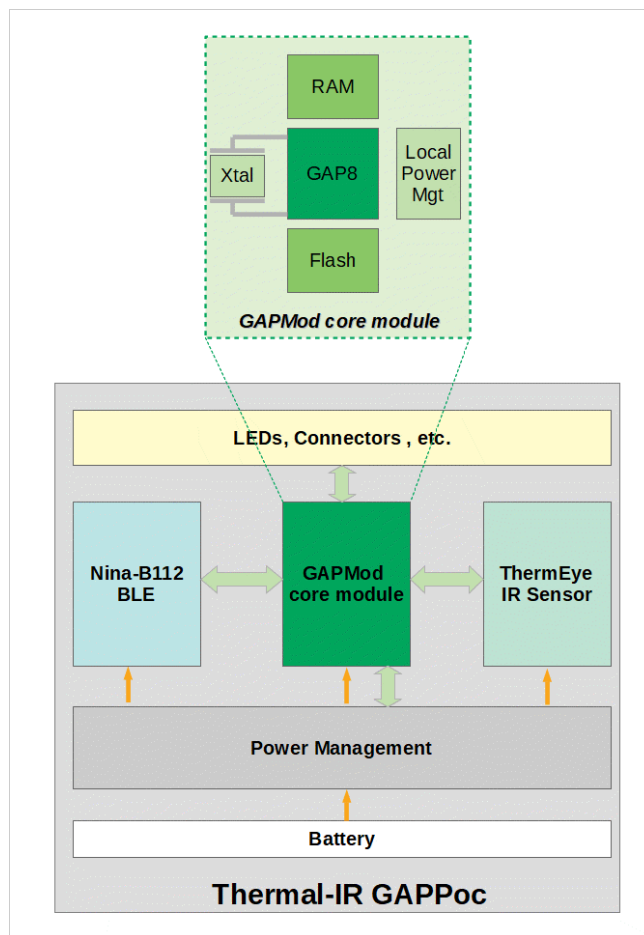 RAM
Xtal
GAP8
Local
Power
Mgt
Flash
GAPMod core module
LEDs, Connectors , etc.
Nina-B112
BLE
GAPMod
core module
ThermEye
IR Sensor
Power Management
Battery
Thermal-IR GAPPoc